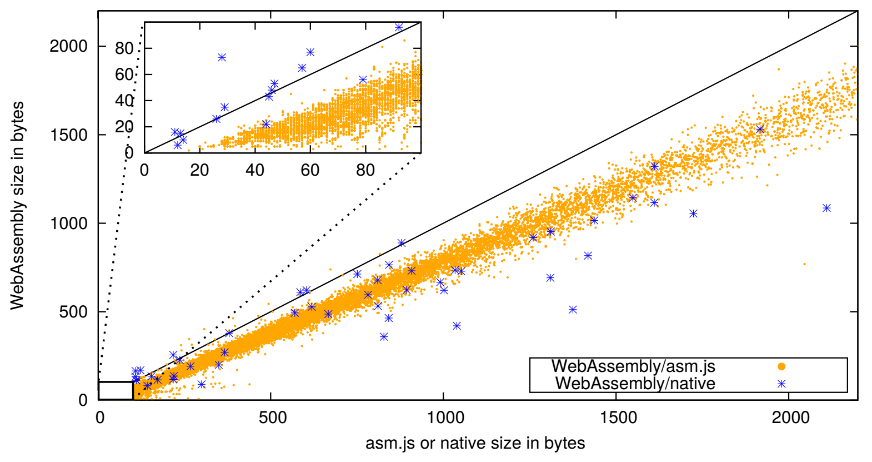 2000
1500
1000
500
0
WebAssembly size in bytes
80
60
40
20
0
0 20 40 60 80
WebAssembly/asm.js
WebAssembly/native
0 500 1000 1500 2000
asm.js or native size in bytes